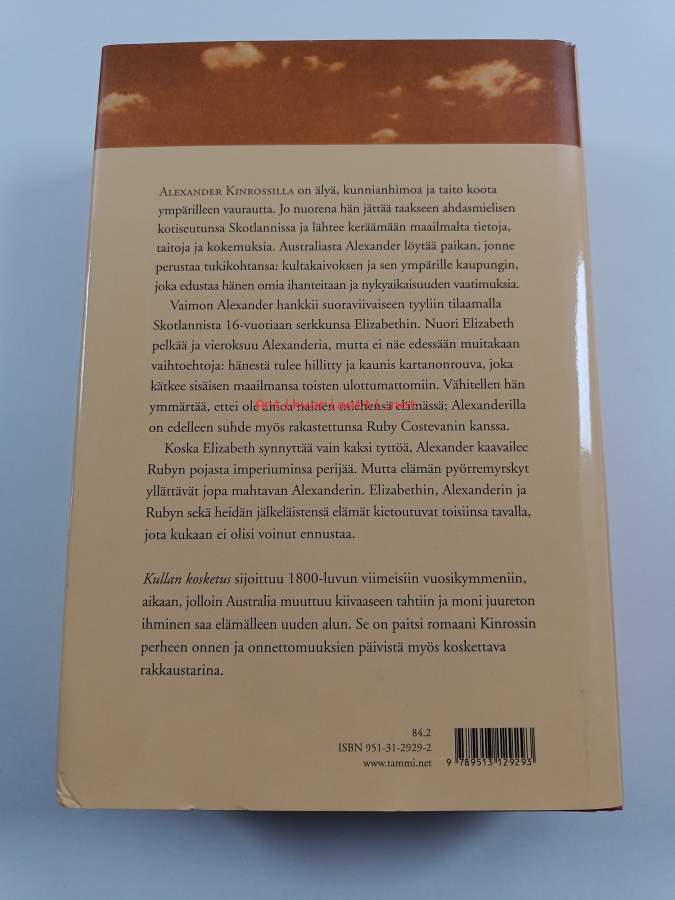 ALEXANDER KINROSSILLA on älyä, kunnianhimoa ja taito koota
ympärilleen vaurautta. Jo nuorena hän jättää taakseen ahdasmielisen
kotiseutunsa Skotlannissa ja lähtee keräämään maailmalta tietoja,
taitoja ja kokemuksia. Australiasta Alexander löytää paikan, jonne
perustaa tukikohtansa: kultakaivoksen ja sen ympärille kaupungin,
joka edustaa hänen omia ihanteitaan ja nykyaikaisuuden vaatimuksia.
Vaimon Alexander hankkii suoraviivaiseen tyyliin tilaamalla
Skotlannista 16-vuotiaan serkkunsa Elizabethin. Nuori Elizabeth
pelkää ja vieroksuu Alexanderia, mutta ei näe edessään muitakaan
vaihtoehtoja: hänestä tulee hillitty ja kaunis kartanonrouva, joka
kätkee sisäisen maailmansa toisten ulottumattomiin. Vähitellen hän
ymmärtää, ettei ole ainoa nainen miehensä elämässä; Alexanderilla
Antikvariaatti.net
on edelleen suhde myös rakastettunsa Ruby Costevanin kanssa.
Koska Elizabeth synnyttää vain kaksi tyttöä, Alexander kaavailee
Rubyn pojasta imperiuminsa perijää. Mutta elämän pyörremyrskyt
yllättävät jopa mahtavan Alexanderin. Elizabethin, Alexanderin ja
Rubyn sekä heidän jälkeläistensä elämät kietoutuvat toisiinsa tavalla,
jota kukaan ei olisi voinut ennustaa.
Kullan kosketus sijoittuu 1800-luvun viimeisiin vuosikymmeniin,
aikaan, jolloin Australia muuttuu kiivaaseen tahtiin ja moni juureton
ihminen saa elämälleen uuden alun. Se on paitsi romaani Kinrossin
perheen onnen ja onnettomuuksien päivistä myös koskettava
rakkaustarina.
84.2
ISBN 951-31-2929-2
www.tammi.net
9 789513 129293